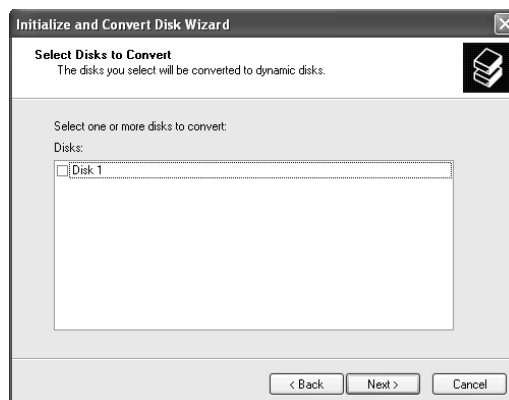 Initialize and Convert Disk Wizard
Select Disks to Convert
The disks you select will be converted to dynamic disks.
Select one or more disks to convert:
Disks:
Disk 1
< Back Next > Cancel